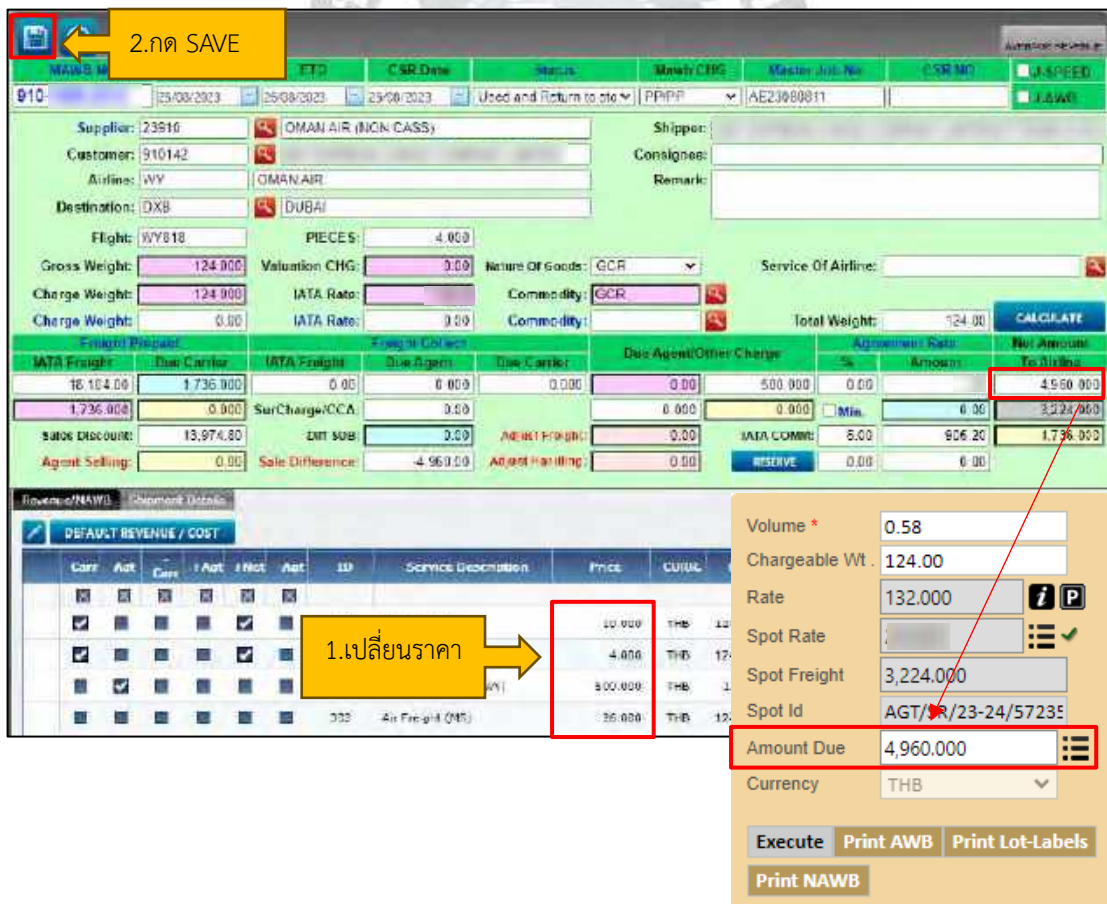 2.กด SAVE
AVERAGE REVENUE
ETD CSR Date Status Mawb CHG Master Job No CSR NO J-SPEED
910- 25/08/2023 25/08/2023 25/08/2023 Used and Return to sto PP/PP AE23080811 J-AWB
Supplier: 23910 OMAN AIR (NON CASS) Shipper:
Customer: 910142 Consignee:
Airline: WY OMAN AIR Remark:
Destination: DXB DUBAI
Flight: WY818 PIECES: 4.000
Gross Weight: 124.000 Valuation CHG: 0.00 Nature Of Goods: GCR Service Of Airline:
Charge Weight: 124.000 IATA Rate: Commodity: GCR
Charge Weight: 0.00 IATA Rate: 0.00 Commodity: Total Weight: 124.00 CALCULATE
Freight Prepaid Freight Collect Due Agent/Other Charge Agreement Rate Net Amount
IATA Freight Due Carrier IATA Freight Due Agent Due Carrier % Amount To Airline
1,736.000 0.00 0.000 0.000 0.00 500.000 0.00 4,960.000
1,736.000 0.000 SurCharge/CCA 0.00 0.000 0.000 Min. 0.00 3,224.000
Sales Discount: 13,974.80 Diff SUB: 0.00 Adjust Freight: 0.00 IATA COMM: 5.00 906.20 1,736.000
Agent Selling: 0.00 Sale Difference: -4,960.00 Adjust Handling: 0.00 RESERVE 0.00 0.00
Revenue/NAWB Shipment Details
DEFAULT REVENUE / COST
Carr Agt Carr Agt Net Agt ID Service Description Price CURR.
10.000 THB
1.เปลี่ยนราคา
4.000 THB
500.000 THB
Air Freight (MB) 26.000 THB
Volume * 0.58
Chargeable Wt. 124.00
Rate 132.000 i P
Spot Rate
Spot Freight 3,224.000
Spot Id AGT/SR/23-24/57235
Amount Due 4,960.000
Currency THB
Execute Print AWB Print Lot-Labels
Print NAWB